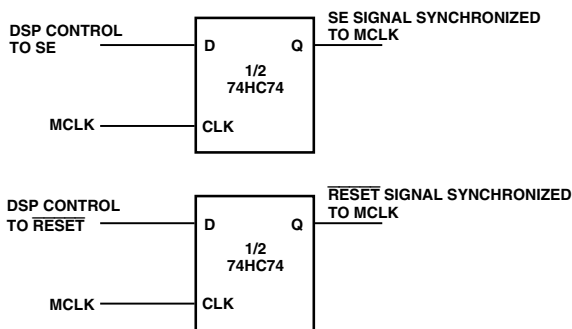 DSP CONTROL
TO SE
D
Q
SE SIGNAL SYNCHRONIZED
TO MCLK
1/2
74HC74
MCLK
CLK
DSP CONTROL
TO RESET
D
Q
RESET SIGNAL SYNCHRONIZED
TO MCLK
1/2
74HC74
MCLK
CLK